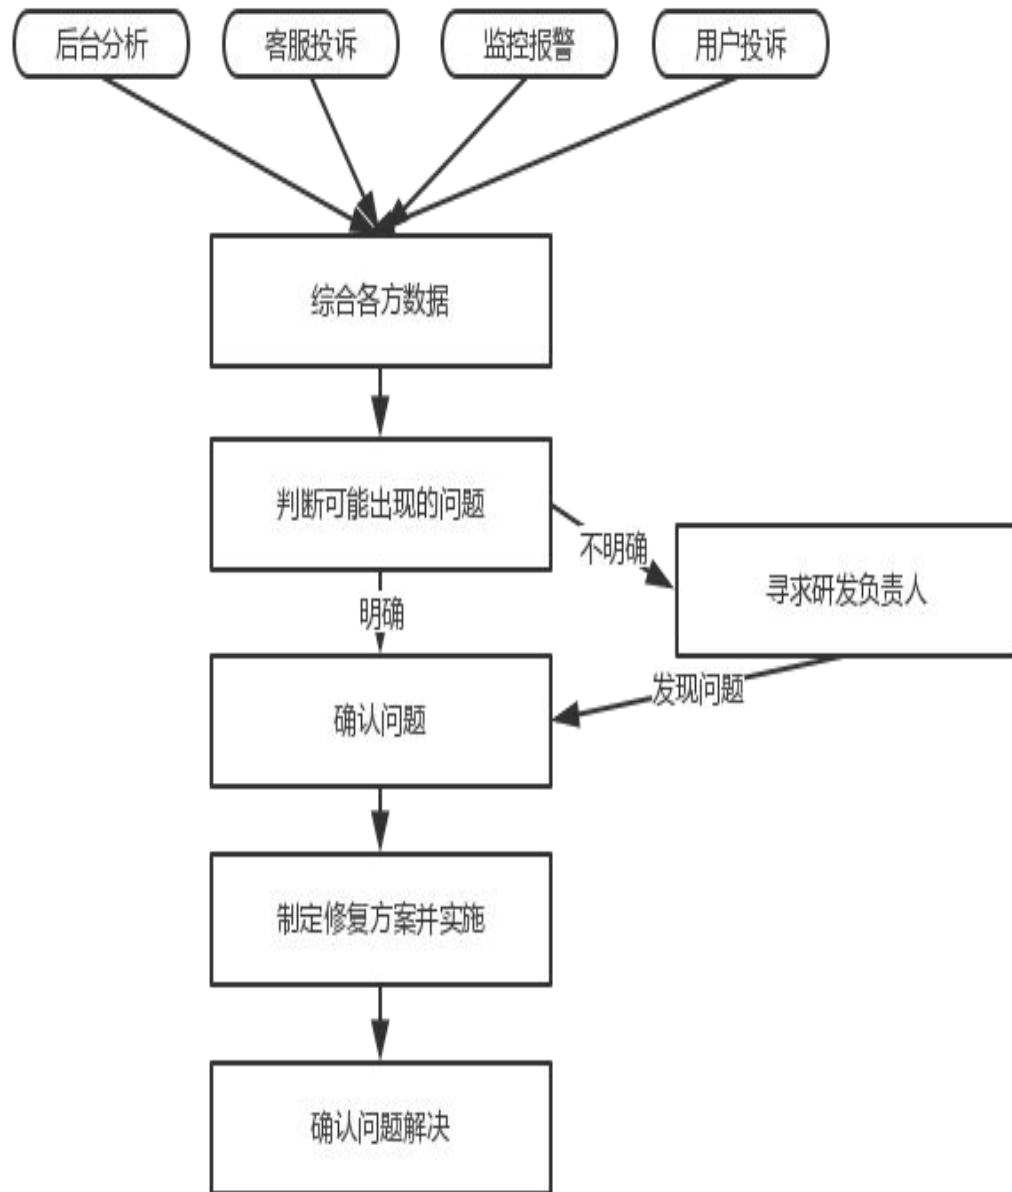 后台分析
客服投诉
监控报警
用户投诉
综合各方数据
判断可能出现的问题
不明确
寻求研发负责人
明确
发现问题
确认问题
制定修复方案并实施
确认问题解决